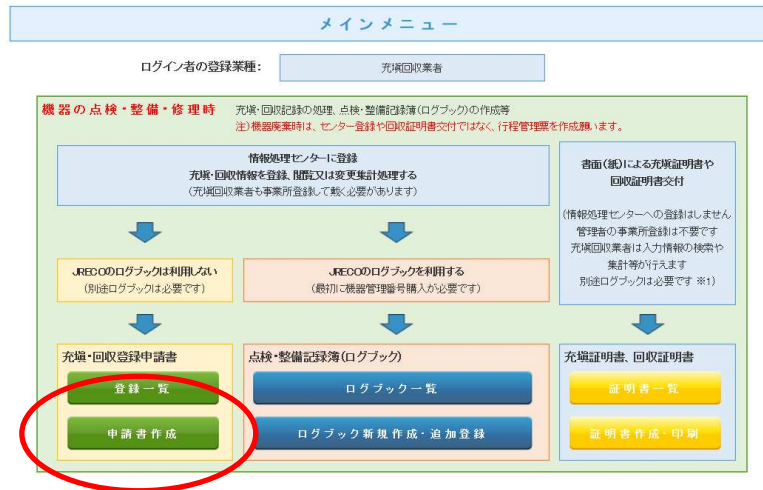 メインメニュー
ログイン者の登録業種：
充塡回収業者
機器の点検・整備・修理時
充塡・回収記録の処理、点検・整備記録簿(ログブック)の作成等
注）機器廃棄時は、センター登録や回収証明書交付ではなく、行程管理票を作成願います。
情報処理センターに登録
充塡・回収情報を登録、閲覧又は変更集計処理する
(充塡回収業者も事業所登録して戴く必要があります)
書面(紙)による充塡証明書や
回収証明書交付
(情報処理センターへの登録はしません
管理者の事業所登録は不要です
充塡回収業者は入力情報の検索や
集計等が行えます
別途ログブックは必要です ※1)
JRECOのログブックは利用しない
(別途ログブックは必要です)
JRECOのログブックを利用する
(最初に機器管理番号購入が必要です)
充塡・回収登録申請書
登録一覧
申請書作成
点検・整備記録簿(ログブック)
ログブック一覧
ログブック新規作成・追加登録
充塡証明書、回収証明書
証明書一覧
証明書作成・印刷